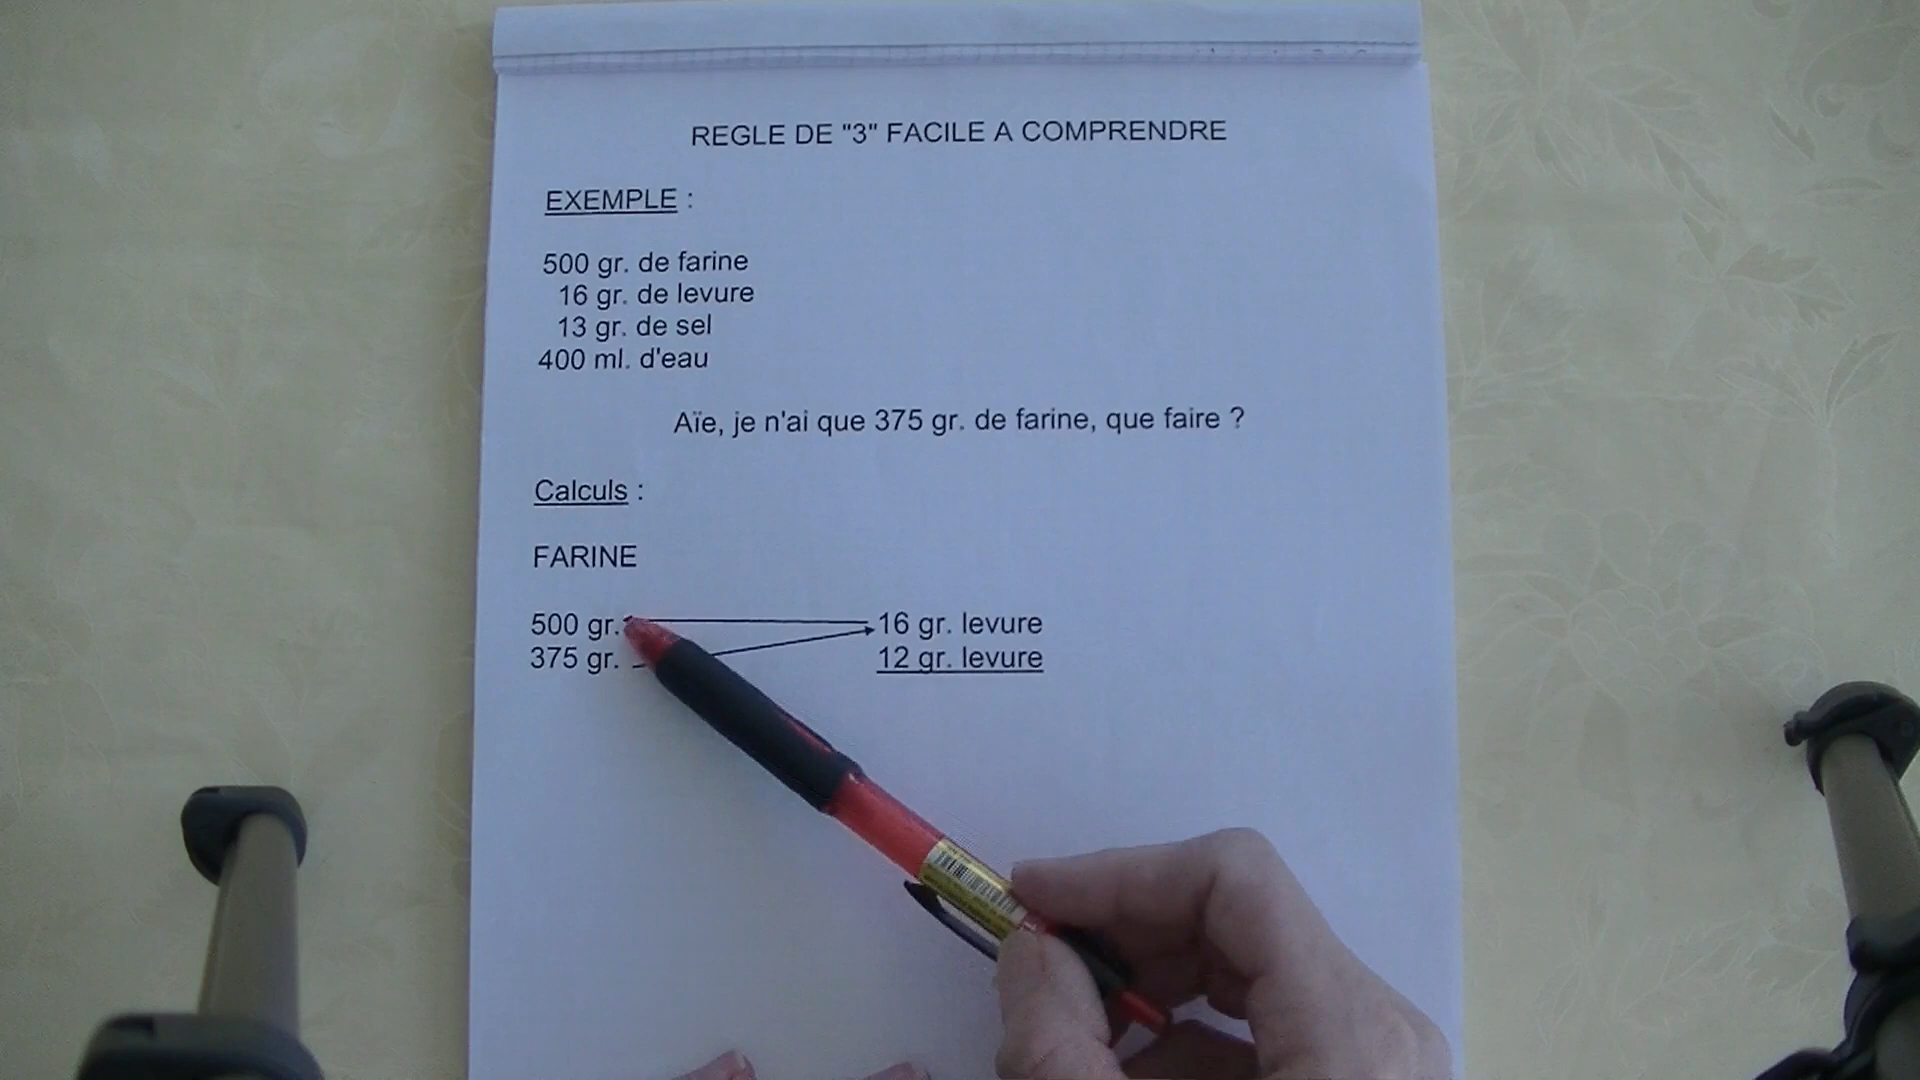 REGLE DE "3" FACILE A COMPRENDRE
EXEMPLE :
500 gr. de farine
16 gr. de levure
13 gr. de sel
400 ml. d'eau
Aïe, je n'ai que 375 gr. de farine, que faire ?
Calculs :
FARINE
500 gr. 16 gr. levure
375 gr. 12 gr. levure